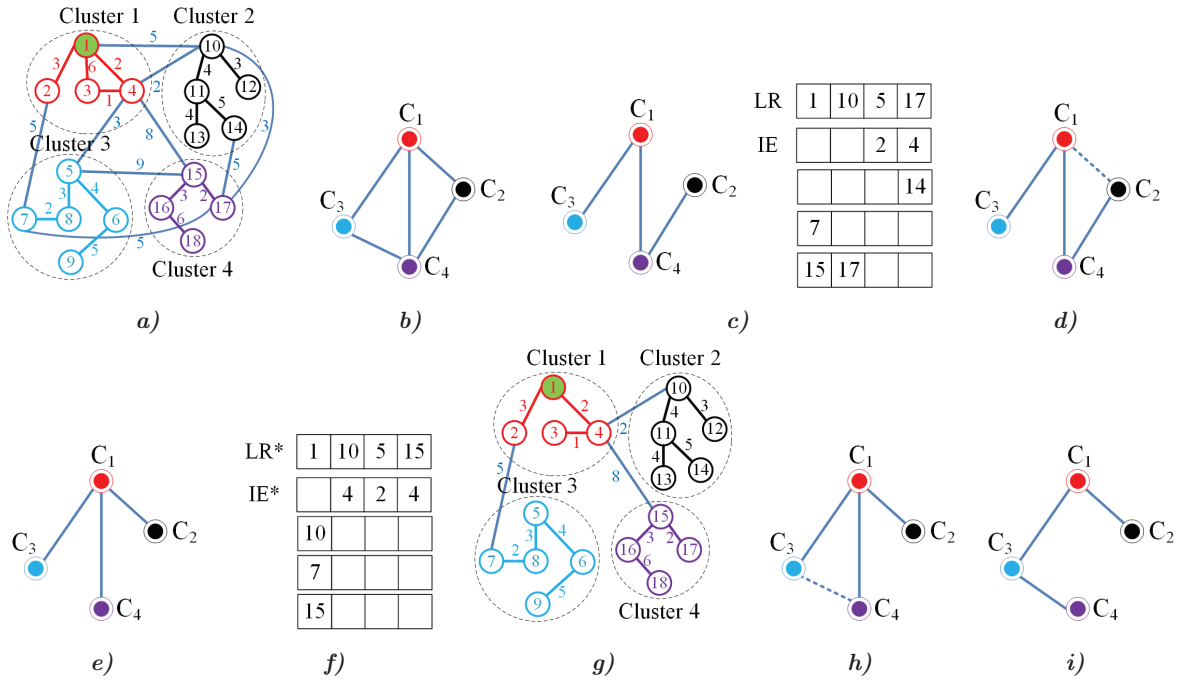 Cluster 1
Cluster 2
5
1
10
3
6
2
4
3
2
2
3
4
11
12
1
5
4
13
14
5
3
8
3
Cluster 3
9
5
5
15
3
4
3
2
7
2
8
6
16
17
6
5
9
18
5
Cluster 4
a)
C1
C2
C3
C4
b)
C1
C2
C3
C4
c)
LR 1 10 5 17
IE 2 4
14
7
15 17
C1
C2
C3
C4
d)
C1
C2
C3
C4
e)
LR* 1 10 5 15
IE* 4 2 4
10
7
15
f)
Cluster 1
Cluster 2
1
10
3
2
4
3
2
3
4
2
11
12
1
5
4
13
14
5
8
Cluster 3
5
15
3
4
3
2
7
2
8
6
16
17
6
5
9
18
Cluster 4
g)
C1
C2
C3
C4
h)
C1
C2
C3
C4
i)